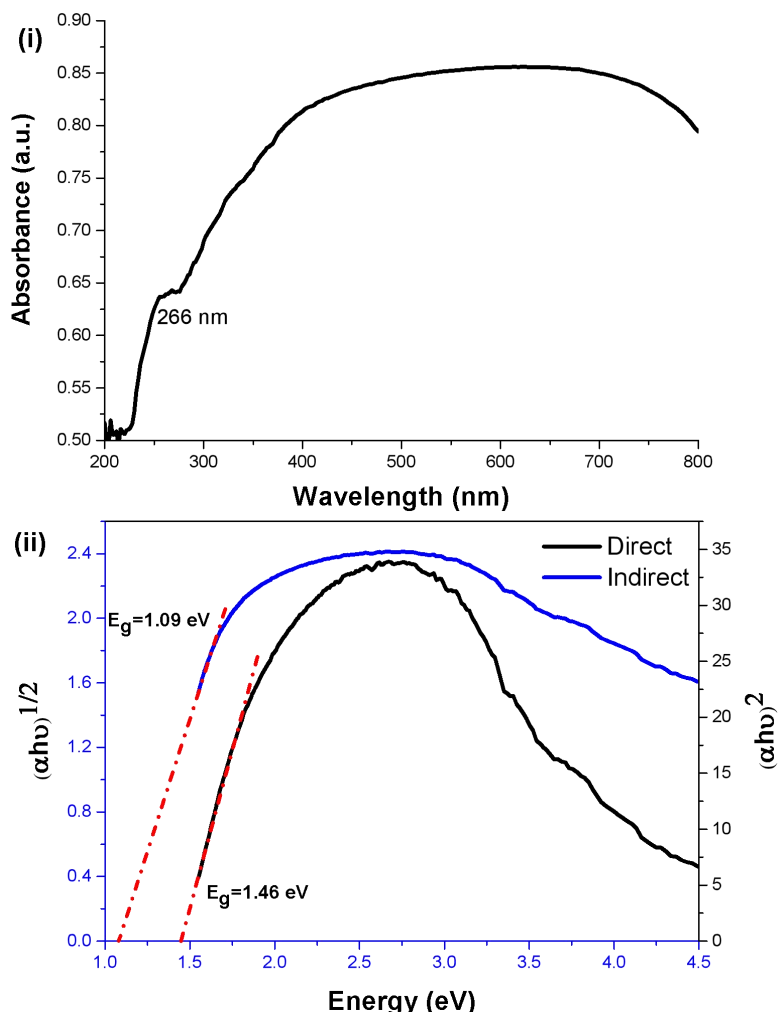 (i)
0.90
0.85
0.80
0.75
0.70
0.65
0.60
0.55
0.50
Absorbance (a.u.)
266 nm
200 300 400 500 600 700 800
Wavelength (nm)
(ii)
2.4
2.0
1.6
1.2
0.8
0.4
0.0
(αhυ)1/2
Direct
Indirect
Eg=1.09 eV
Eg=1.46 eV
35
30
25
20
15
10
5
0
(αhυ)2
1.0 1.5 2.0 2.5 3.0 3.5 4.0 4.5
Energy (eV)